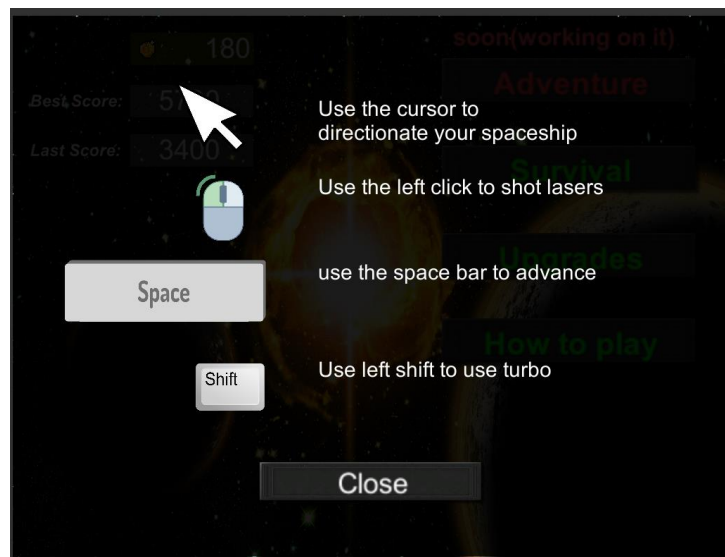 180
soon(working on it)
Adventure
Best Score:
Last Score: 3400
Use the cursor to
directionate your spaceship
Survival
Use the left click to shot lasers
Upgrades
use the space bar to advance
Space
How to play
Use left shift to use turbo
Shift
Close